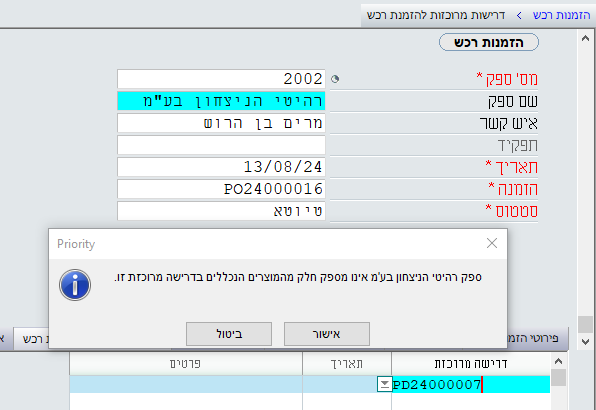 הזמנות רכש > דרישות מרוכזות להזמנת רכש
הזמנות רכש
מס' ספק * 2002
שם ספק רהיטי הניצחון בע"מ
איש קשר מרים בן הרוש
תפקיד
תאריך * 13/08/24
הזמנה * PO24000016
סטטוס * טיוטא
Priority
ספק רהיטי הניצחון בע'מ אינו מספק חלק מהמוצרים הנכללים בדרישה מרוכזת זו.
אישור ביטול
פירוטי הזמנ ת רכש א
דרישה מרוכזת תאריך פרטים
PD24000007